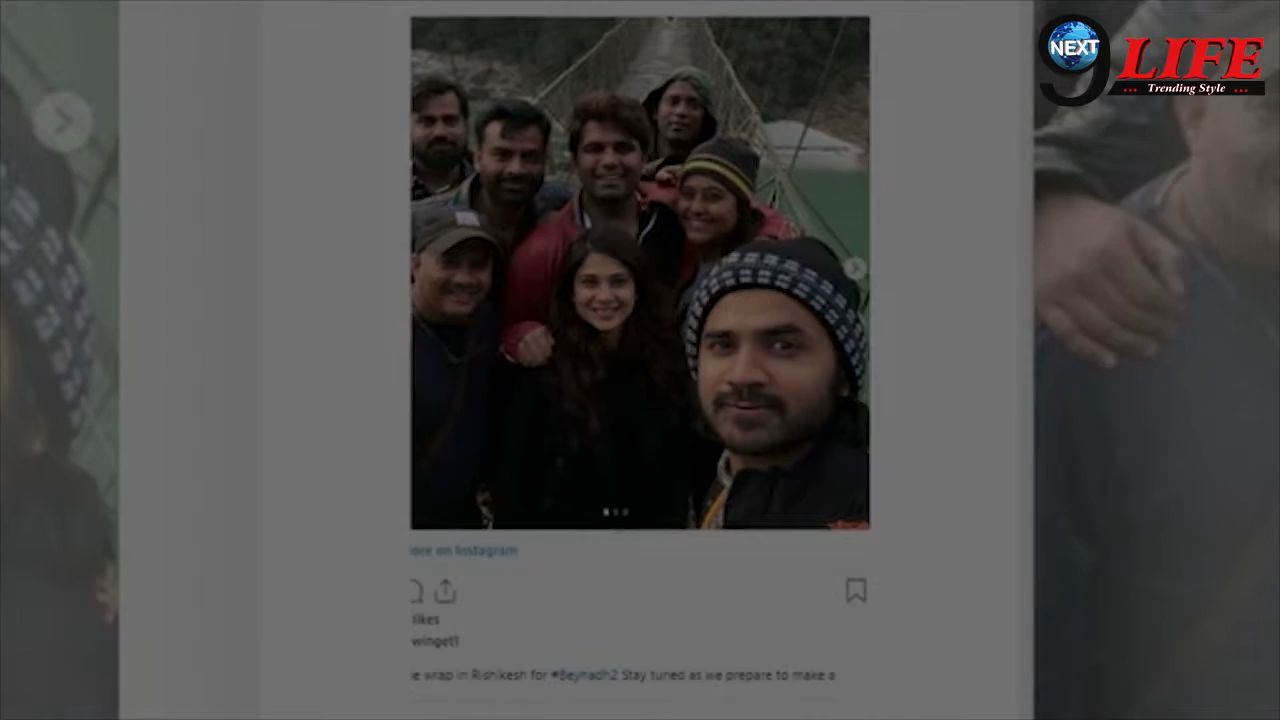 9
NEXT
LIFE
... Trending Style ...
ore on Instagram
likes
winget1
e wrap in Rishikesh for #Beyhadh2 Stay tuned as we prepare to make a